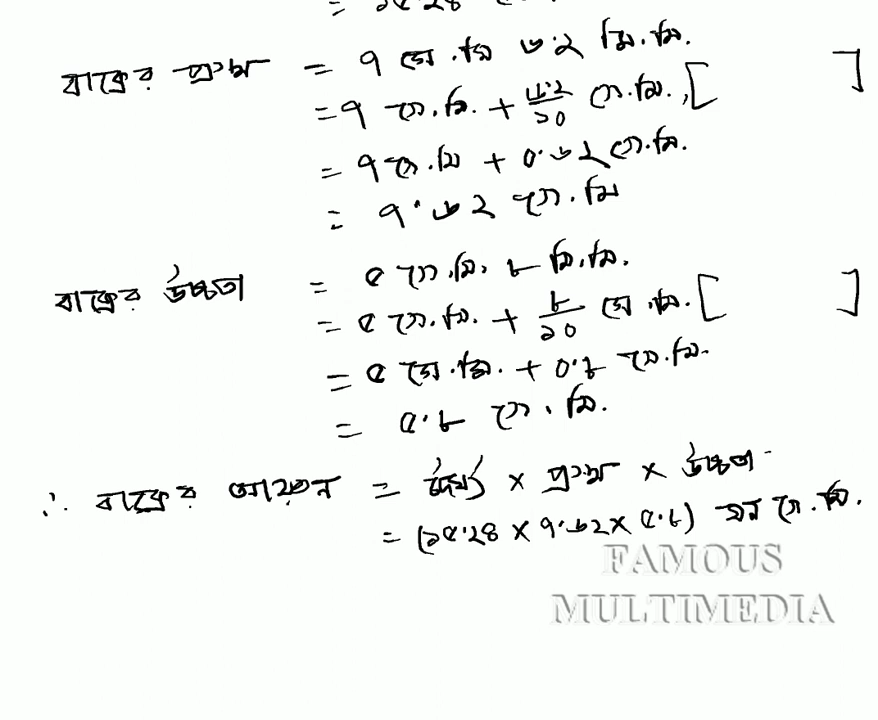 = ১৫.২৪
বাক্সের প্রস্থ = ৭ সে.মি ৬.২ মি.মি.
= ৭ সে.মি. + ৬.২/১০ সে.মি. [ ]
= ৭ সে.মি + ০.৬২ সে.মি.
= ৭.৬২ সে.মি
বাক্সের উচ্চতা = ৫ সে.মি. ৮ মি.মি.
= ৫ সে.মি. + ৮/১০ সে.মি. [ ]
= ৫ সে.মি. + ০.৮ সে.মি.
= ৫.৮ সে.মি.
∴ বাক্সের আয়তন = দৈর্ঘ্য × প্রস্থ × উচ্চতা
= (১৫.২৪ × ৭.৬২ × ৫.৮) ঘন সে.মি.
FAMOUS
MULTIMEDIA